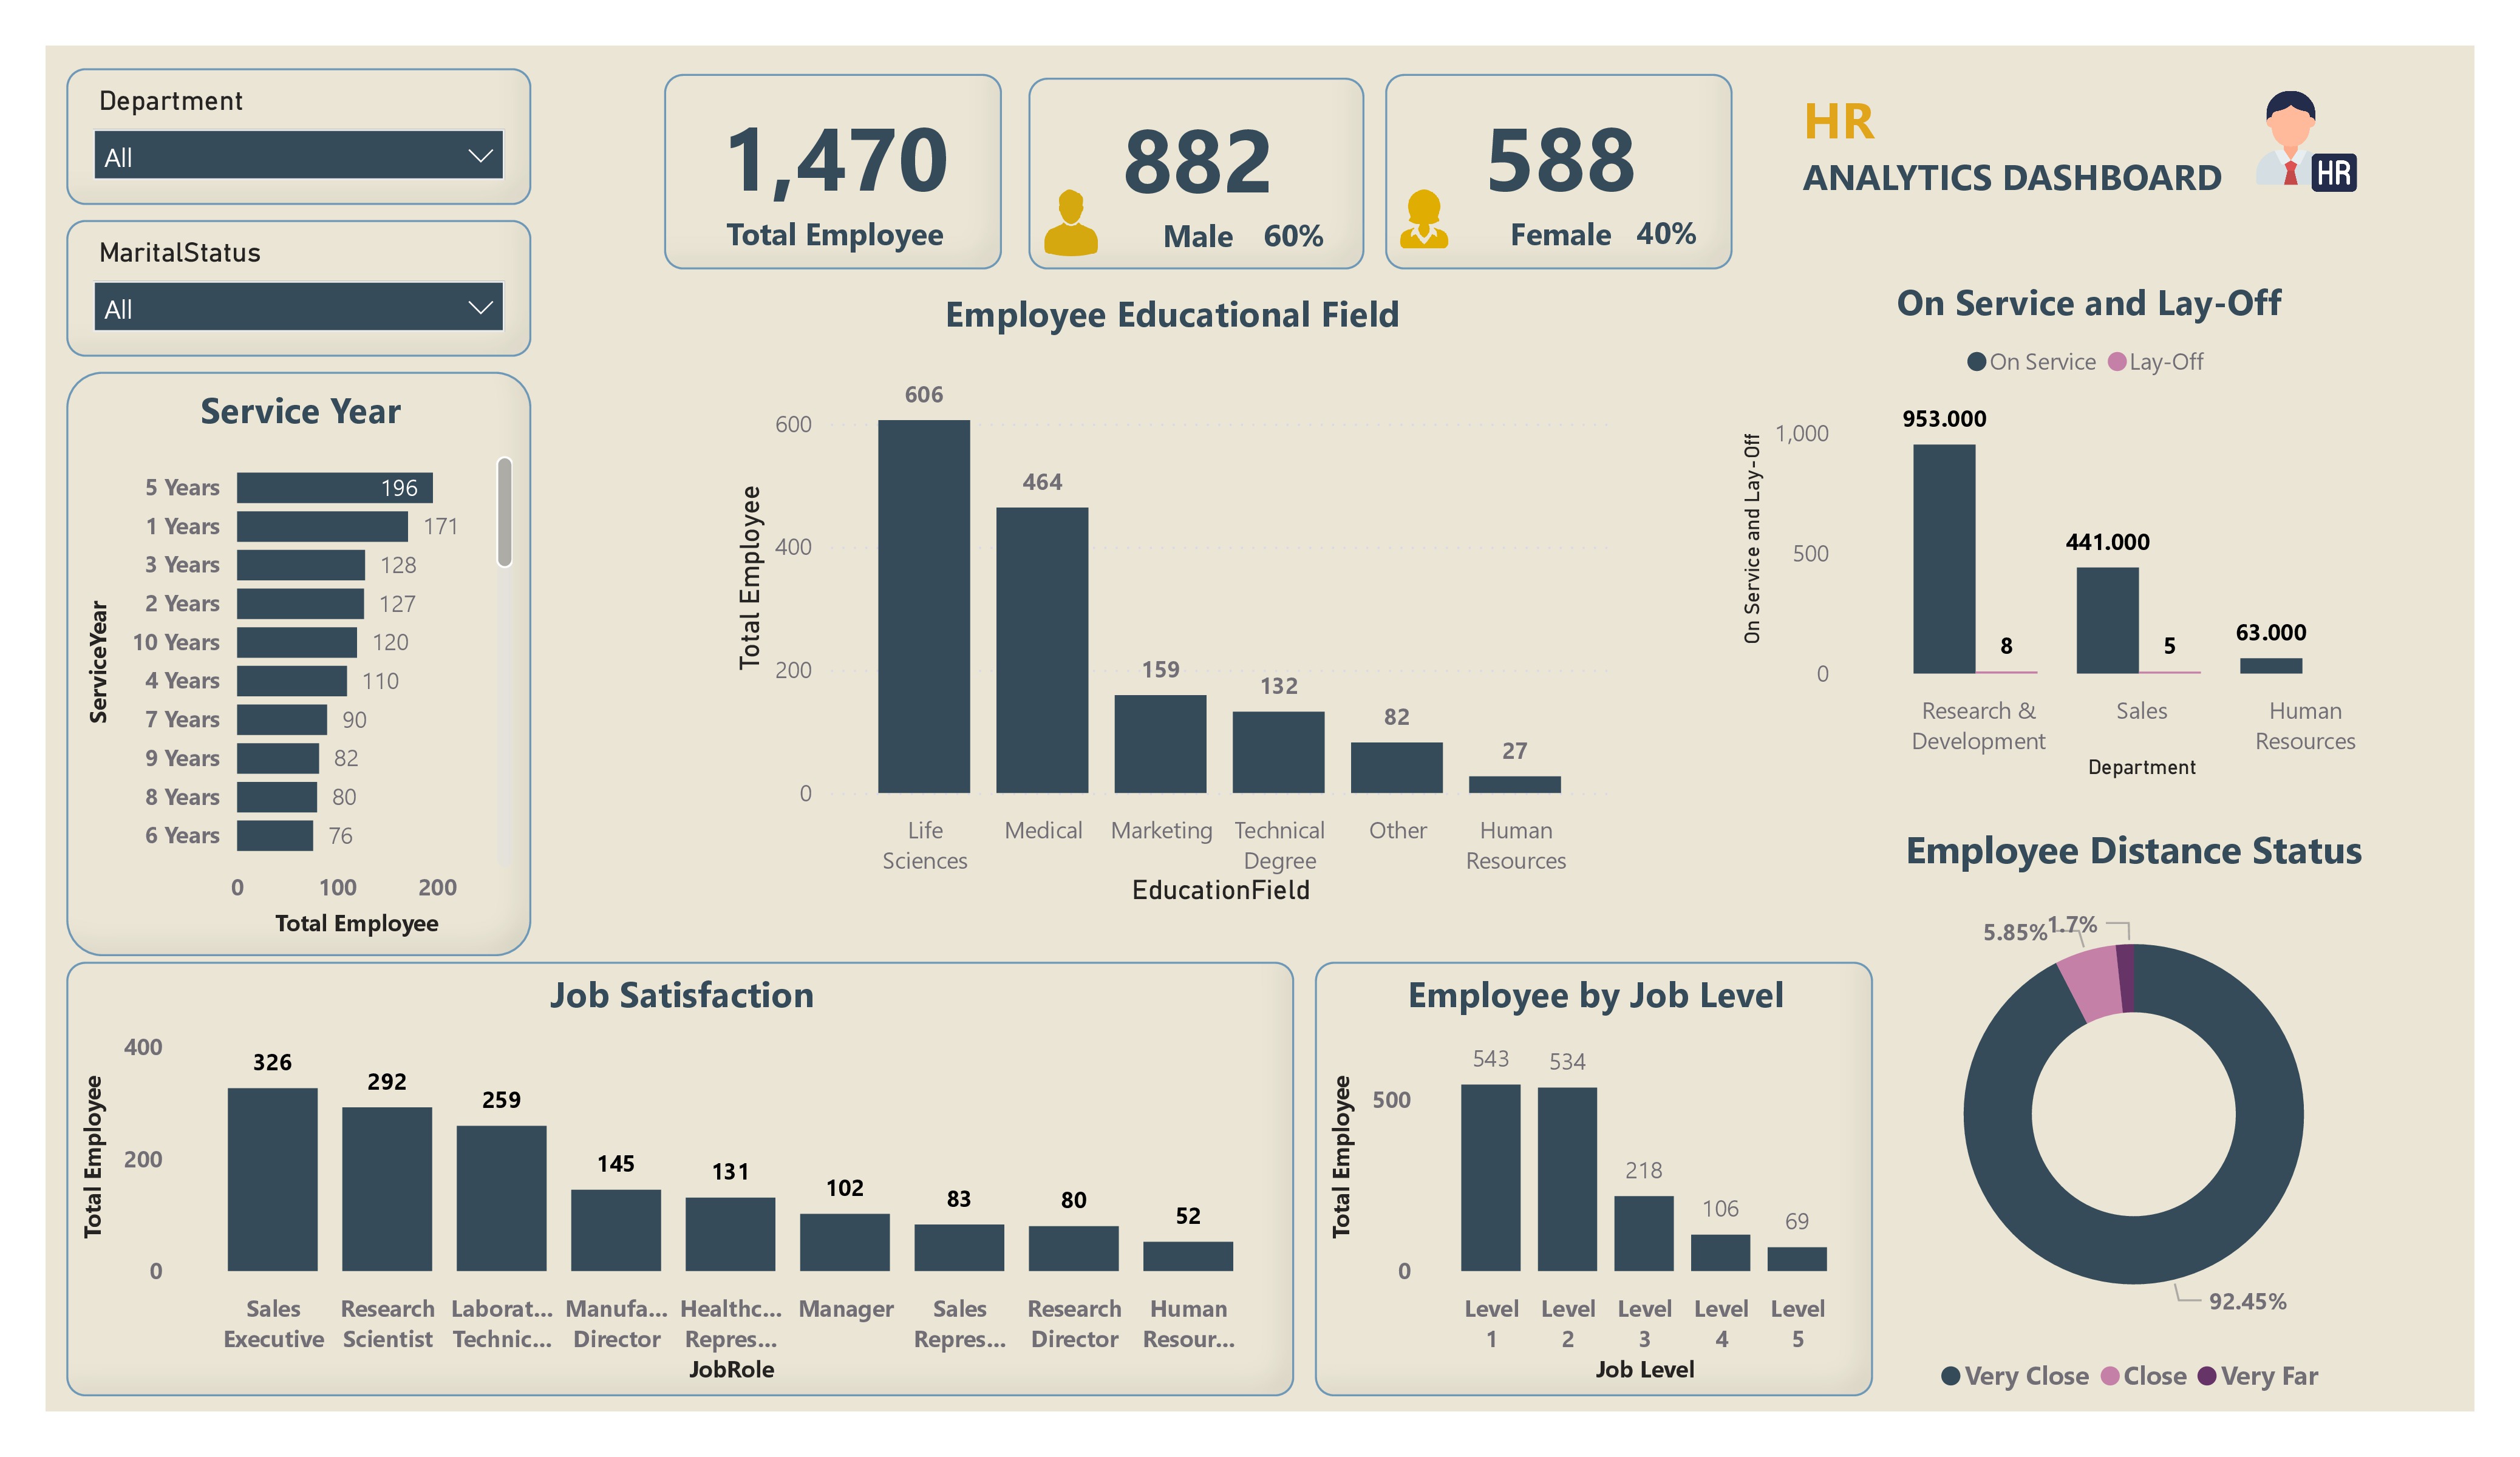 Department
All
MaritalStatus
All
1,470
Total Employee
882
Male 60%
588
Female 40%
HR
ANALYTICS DASHBOARD
HR
Service Year
ServiceYear
5 Years 196
1 Years 171
3 Years 128
2 Years 127
10 Years 120
4 Years 110
7 Years 90
9 Years 82
8 Years 80
6 Years 76
0 100 200
Total Employee
Employee Educational Field
Total Employee
600
400
200
0
606
464
159
132
82
27
Life Sciences
Medical
Marketing
Technical Degree
Other
Human Resources
EducationField
On Service and Lay-Off
On Service Lay-Off
On Service and Lay-Off
1,000
500
0
953.000
8
441.000
5
63.000
Research & Development
Sales
Human Resources
Department
Job Satisfaction
Total Employee
400
200
0
326
292
259
145
131
102
83
80
52
Sales Executive
Research Scientist
Laborat... Technic...
Manufa... Director
Healthc... Repres...
Manager
Sales Repres...
Research Director
Human Resour...
JobRole
Employee by Job Level
Total Employee
500
0
543
534
218
106
69
Level 1
Level 2
Level 3
Level 4
Level 5
Job Level
Employee Distance Status
5.85%
1.7%
92.45%
Very Close Close Very Far